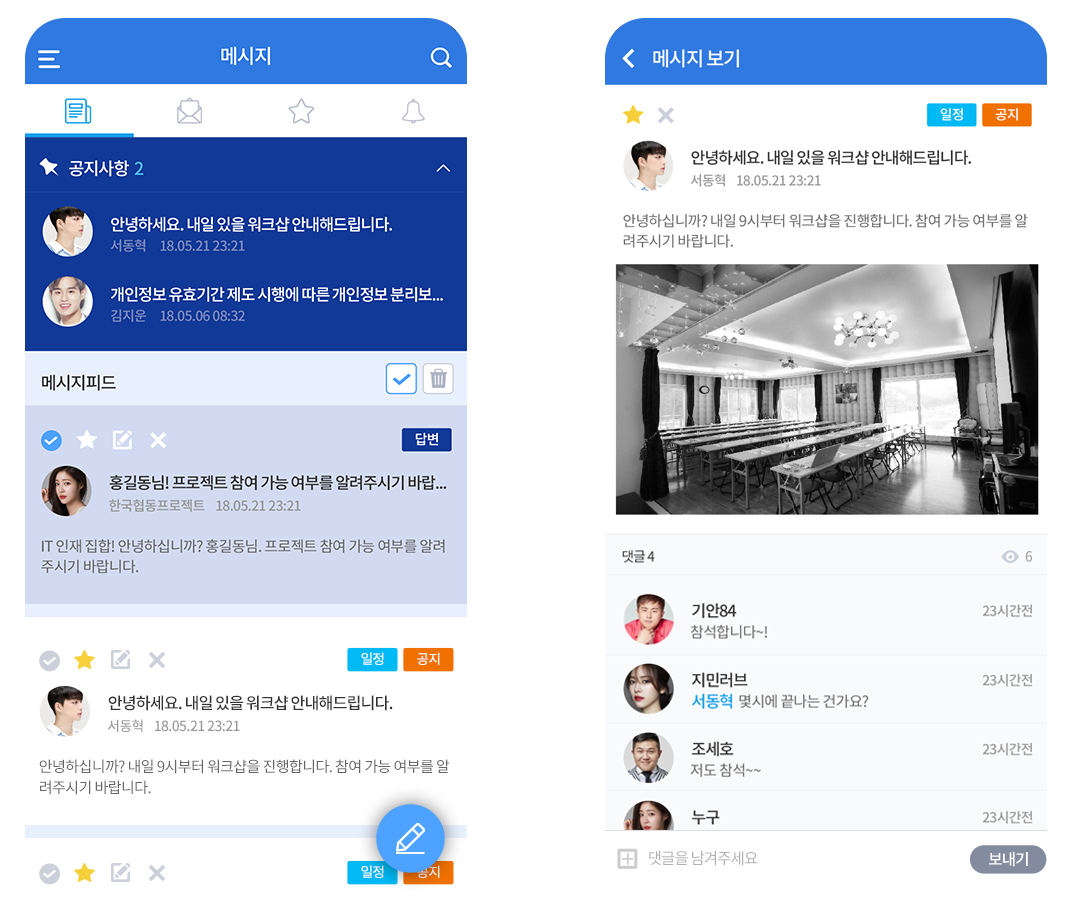 메시지
공지사항 2
안녕하세요. 내일 있을 워크샵 안내해드립니다.
서동혁 18.05.21 23:21
개인정보 유효기간 제도 시행에 따른 개인정보 분리보...
김지운 18.05.06 08:32
메시지피드
답변
홍길동님! 프로젝트 참여 가능 여부를 알려주시기 바랍...
한국협동프로젝트 18.05.21 23:21
IT 인재 집합! 안녕하십니까? 홍길동님. 프로젝트 참여 가능 여부를 알려
주시기 바랍니다.
일정 공지
안녕하세요. 내일 있을 워크샵 안내해드립니다.
서동혁 18.05.21 23:21
안녕하십니까? 내일 9시부터 워크샵을 진행합니다. 참여 가능 여부를 알
려주시기 바랍니다.
일정 공지
메시지 보기
일정 공지
안녕하세요. 내일 있을 워크샵 안내해드립니다.
서동혁 18.05.21 23:21
안녕하십니까? 내일 9시부터 워크샵을 진행합니다. 참여 가능 여부를 알
려주시기 바랍니다.
댓글 4 6
기안84 23시간전
참석합니다~!
지민러브 23시간전
서동혁 몇시에 끝나는 건가요?
조세호 23시간전
저도 참석~~
누구 23시간전
댓글을 남겨주세요 보내기